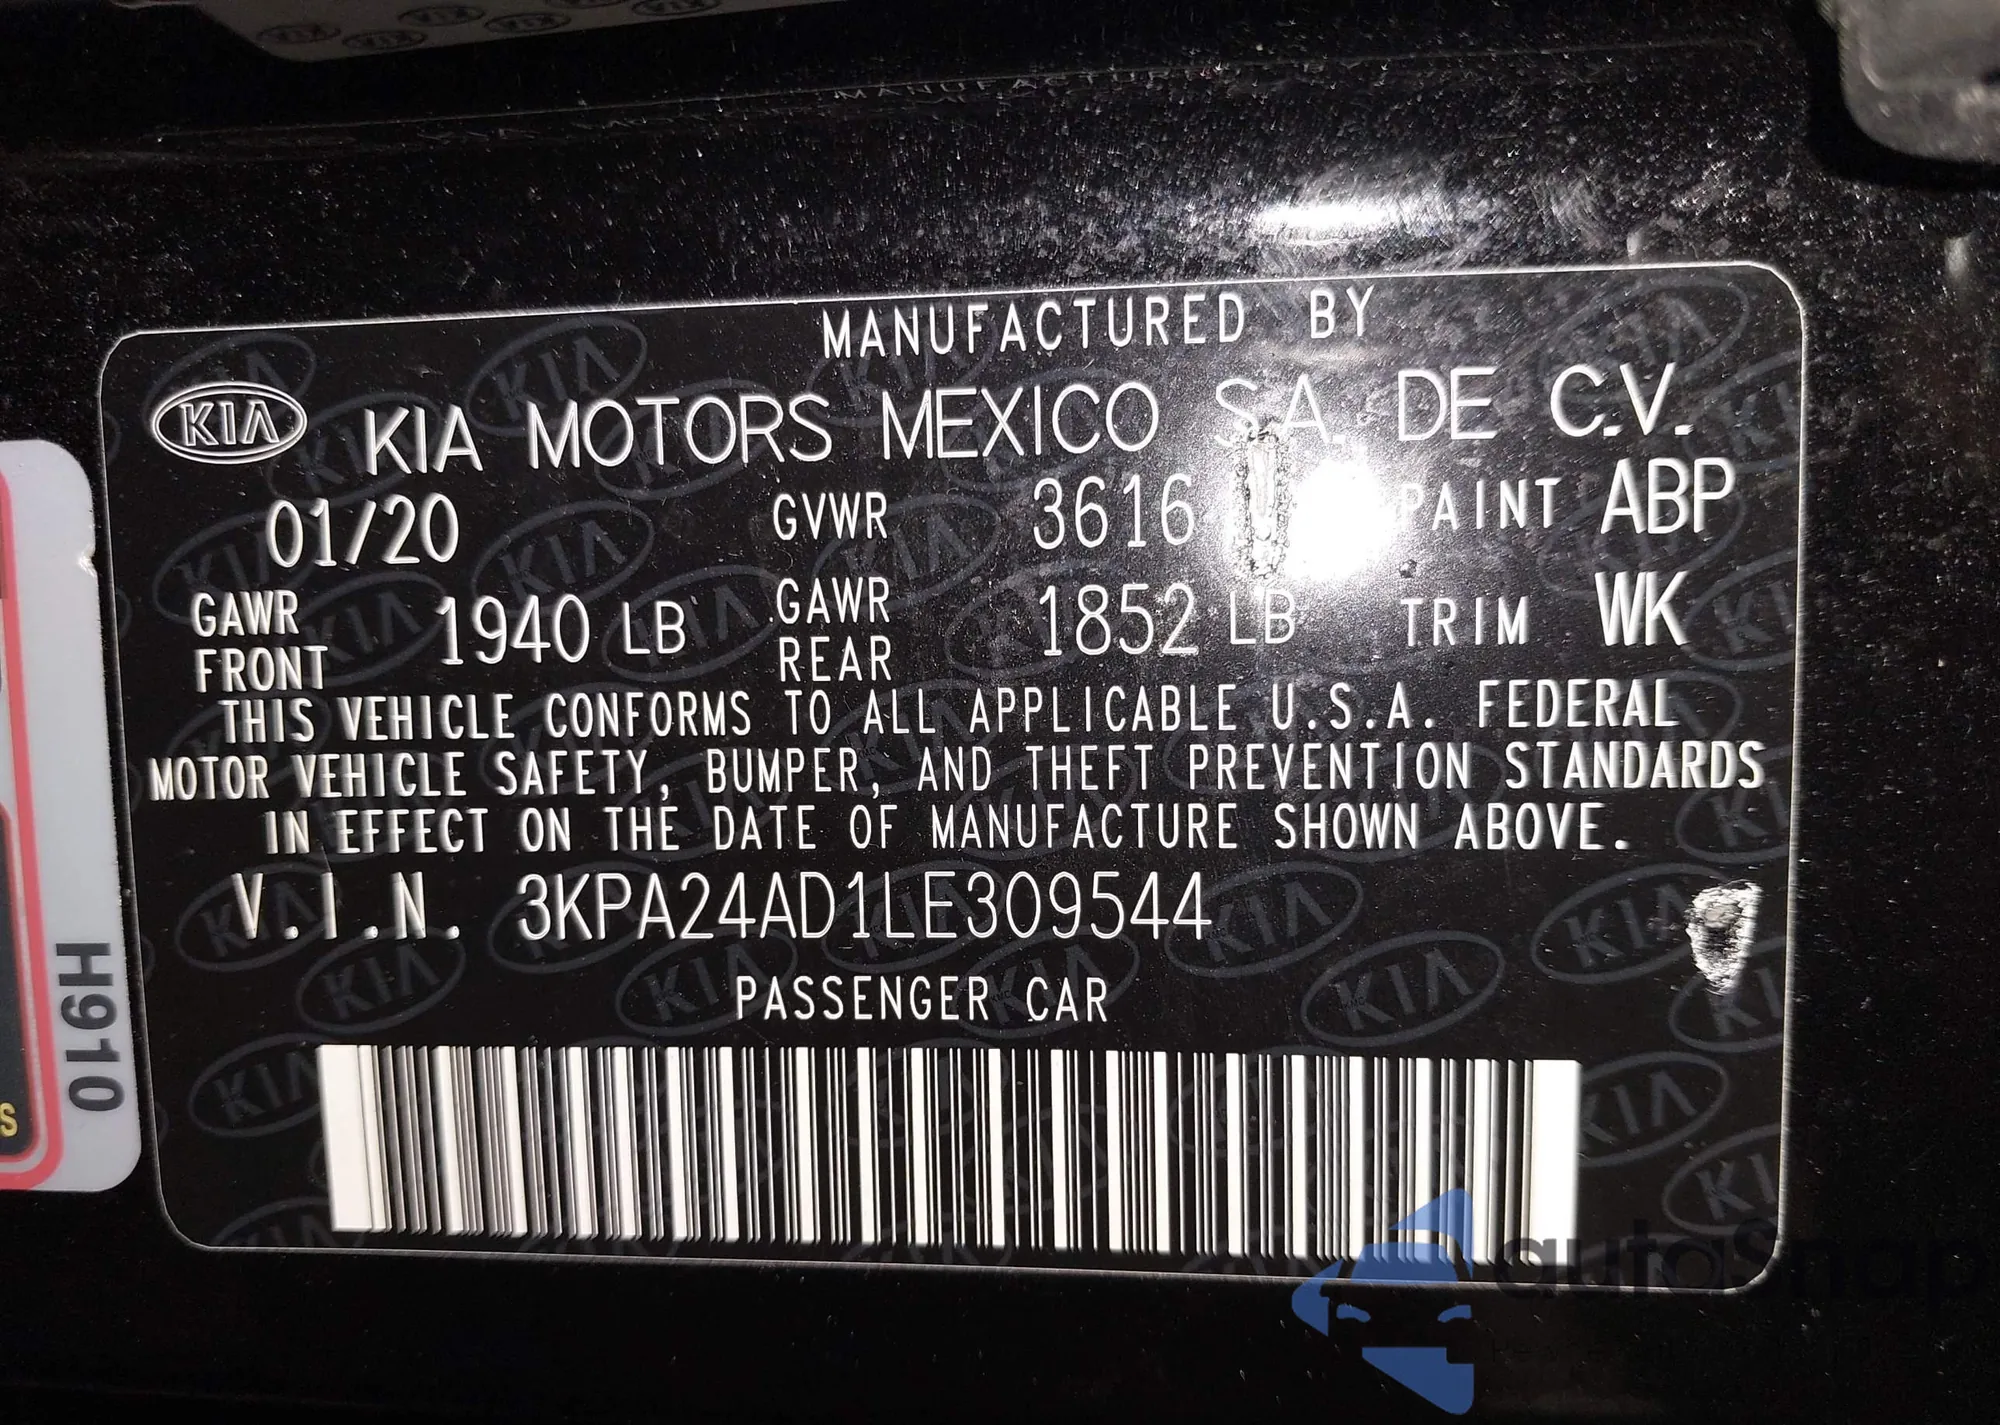 MANUFACTURED BY
KIA KIA MOTORS MEXICO S.A. DE C.V.
01/20 GVWR 3616 PAINT ABP
GAWR FRONT 1940 LB GAWR REAR 1852 LB TRIM WK
THIS VEHICLE CONFORMS TO ALL APPLICABLE U.S.A. FEDERAL
MOTOR VEHICLE SAFETY, BUMPER, AND THEFT PREVENTION STANDARDS
IN EFFECT ON THE DATE OF MANUFACTURE SHOWN ABOVE.
V.I.N. 3KPA24AD1LE309544
PASSENGER CAR
H910
autosnap